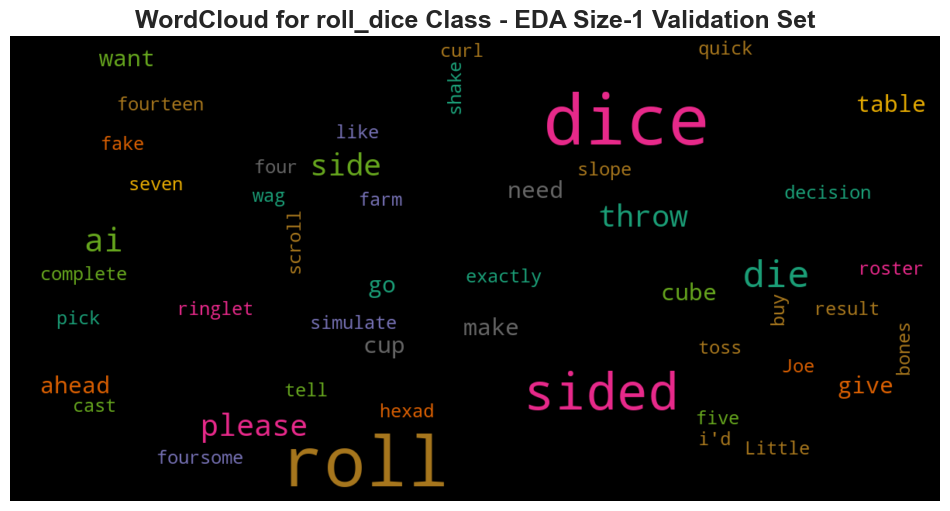 WordCloud for roll_dice Class - EDA Size-1 Validation Set
want
curl
quick
shake
fourteen
dice
table
fake
like
four
side
slope
seven
wag
farm
need
decision
scroll
throw
ai
complete
go
exactly
die
roster
cube
buy
pick
ringlet
simulate
make
result
cup
toss
bones
Joe
ahead
tell
sided
give
cast
please
hexad
five
foursome
roll
i'd
Little